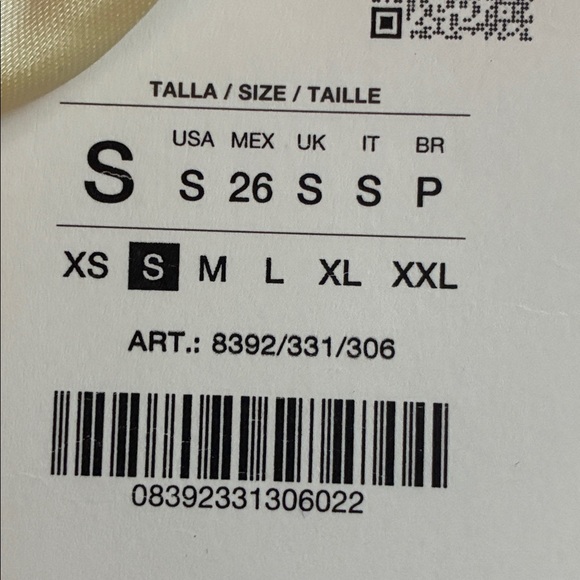 TALLA / SIZE / TAILLE
USA MEX UK IT BR
S S 26 S S P
XS S M L XL XXL
ART.: 8392/331/306
08392331306022